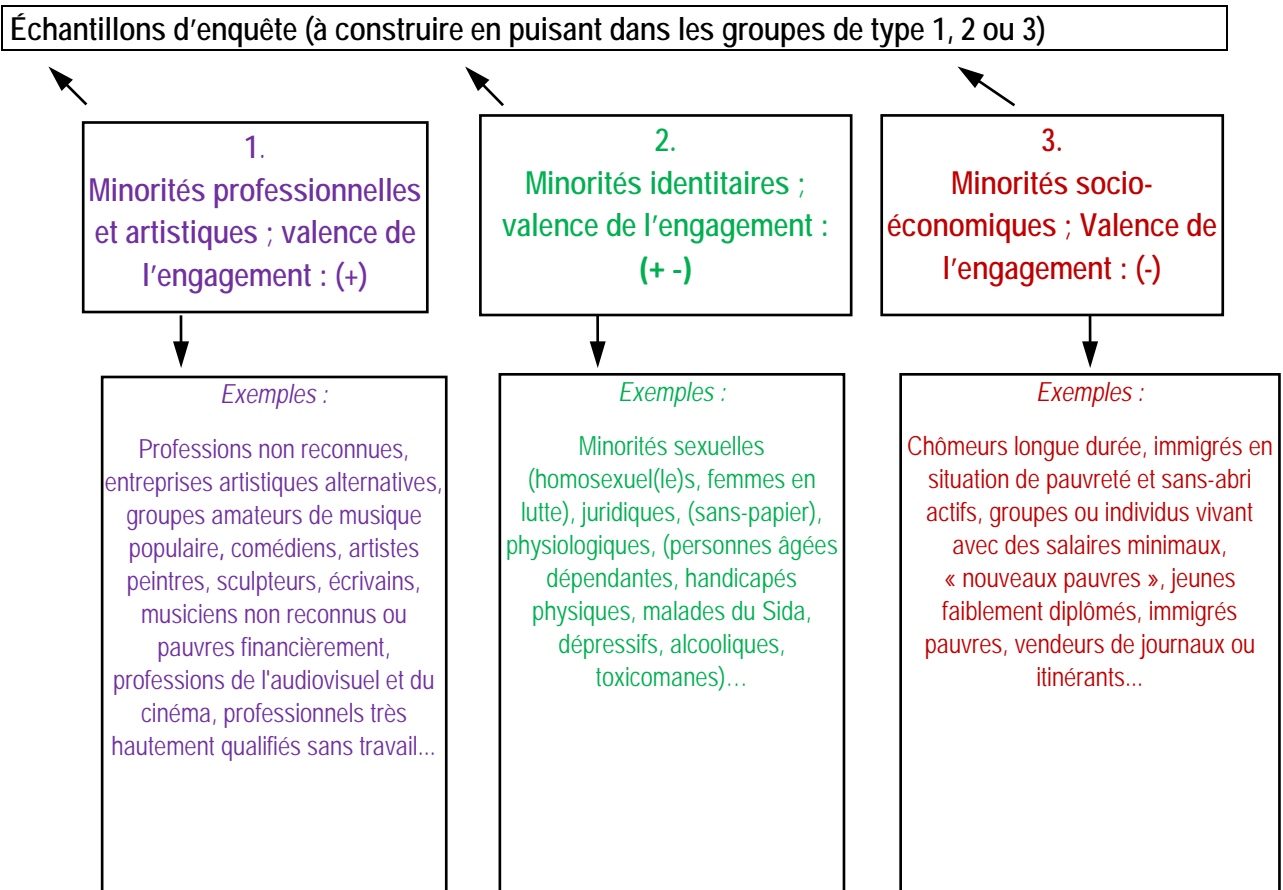 Échantillons d'enquête (à construire en puisant dans les groupes de type 1, 2 ou 3)
1.
Minorités professionnelles
et artistiques ; valence de
l'engagement : (+)
2.
Minorités identitaires ;
valence de l'engagement :
(+ -)
3.
Minorités socio-
économiques ; Valence de
l'engagement : (-)
Exemples :
Professions non reconnues,
entreprises artistiques alternatives,
groupes amateurs de musique
populaire, comédiens, artistes
peintres, sculpteurs, écrivains,
musiciens non reconnus ou
pauvres financièrement,
professions de l'audiovisuel et du
cinéma, professionnels très
hautement qualifiés sans travail...
Exemples :
Minorités sexuelles
(homosexuel(le)s, femmes en
lutte), juridiques, (sans-papier),
physiologiques, (personnes âgées
dépendantes, handicapés
physiques, malades du Sida,
dépressifs, alcooliques,
toxicomanes)…
Exemples :
Chômeurs longue durée, immigrés en
situation de pauvreté et sans-abri
actifs, groupes ou individus vivant
avec des salaires minimaux,
« nouveaux pauvres », jeunes
faiblement diplômés, immigrés
pauvres, vendeurs de journaux ou
itinérants...